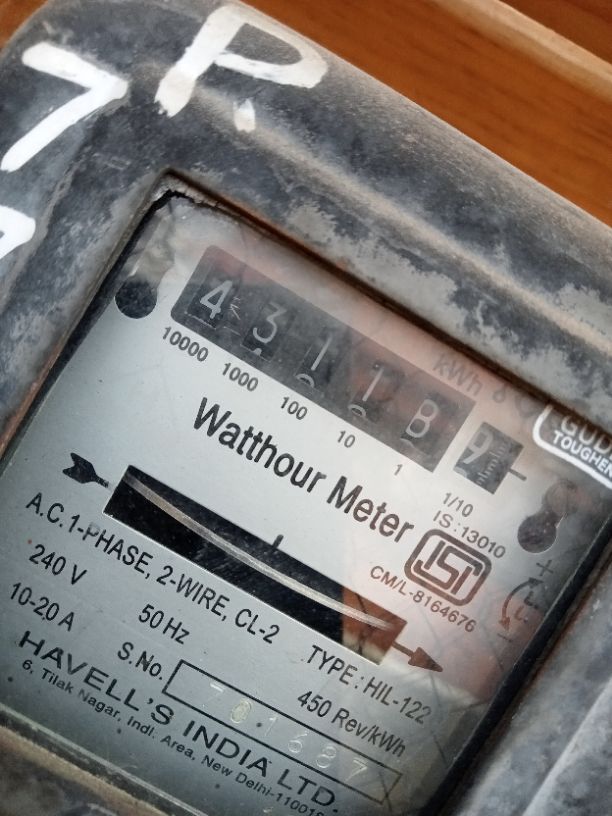 7 R
kWh
4 3 1 1 8 9
10000 1000 100 10 1 1/10
Watthour Meter
IS:13010
ISI
CM/L-8164676
A.C. 1-PHASE, 2-WIRE, CL-2
240 V 50 Hz TYPE : HIL-122
10-20 A 450 Rev/kWh
S.No. 701687
HAVELL'S INDIA LTD.
6, Tilak Nagar, Indl. Area, New Delhi-110018